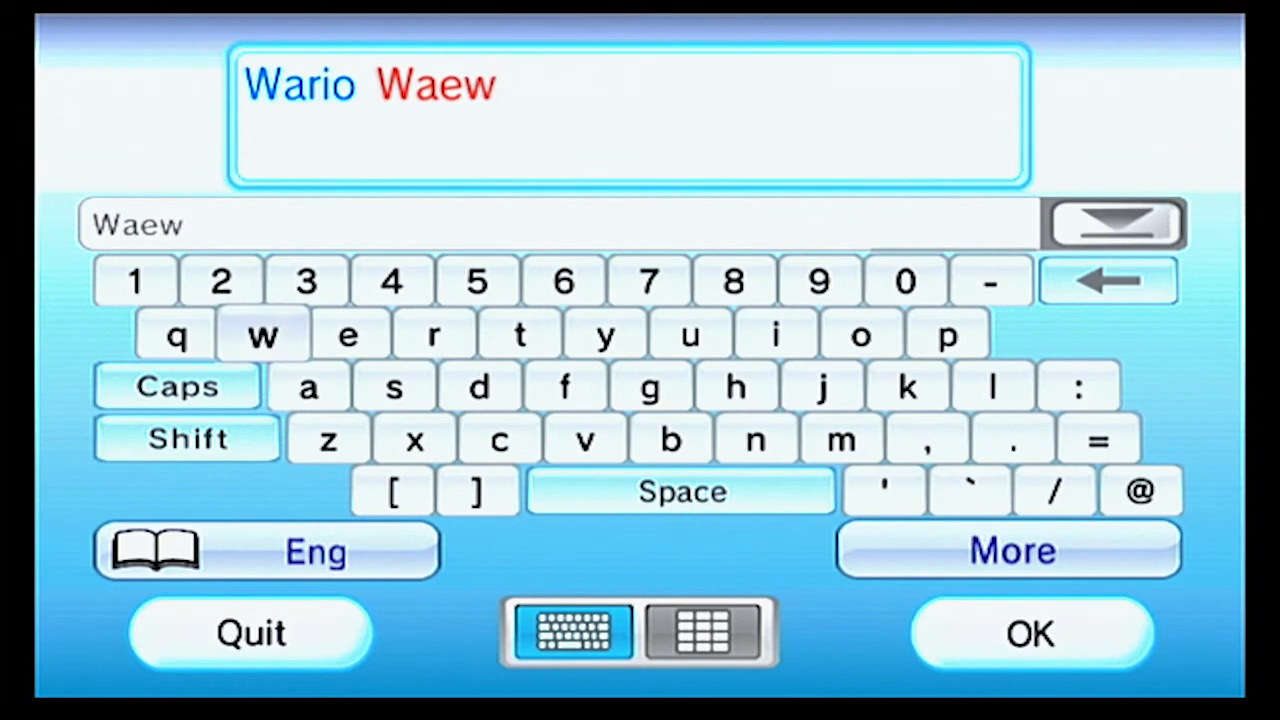 Wario Waew
Waew
1 2 3 4 5 6 7 8 9 0 -
q w e r t y u i o p
Caps a s d f g h j k l :
Shift z x c v b n m , . =
[ ] Space ' ` / @
Eng More
Quit OK